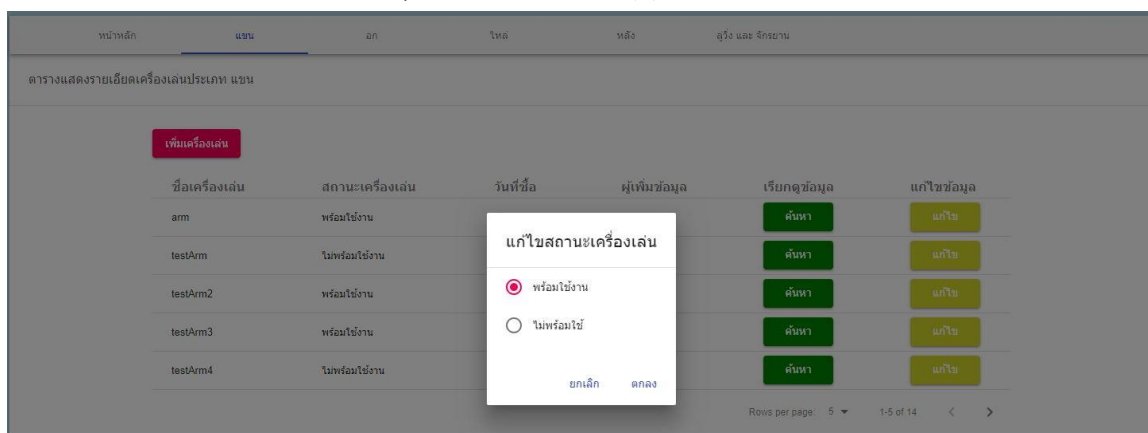 หน้าหลัก แขน อก ไหล่ หลัง ลู่วิ่ง และ จักรยาน
ตารางแสดงรายเอียดเครื่องเล่นประเภท แขน
เพิ่มเครื่องเล่น
ชื่อเครื่องเล่น สถานะเครื่องเล่น วันที่ซื้อ ผู้เพิ่มข้อมูล เรียกดูข้อมูล แก้ไขข้อมูล
arm พร้อมใช้งาน ค้นหา แก้ไข
แก้ไขสถานะเครื่องเล่น
testArm ไม่พร้อมใช้งาน ค้นหา แก้ไข
พร้อมใช้งาน
testArm2 พร้อมใช้งาน ค้นหา แก้ไข
ไม่พร้อมใช้
testArm3 พร้อมใช้งาน ค้นหา แก้ไข
testArm4 ไม่พร้อมใช้งาน ค้นหา แก้ไข
ยกเลิก ตกลง
Rows per page: 5 1-5 of 14